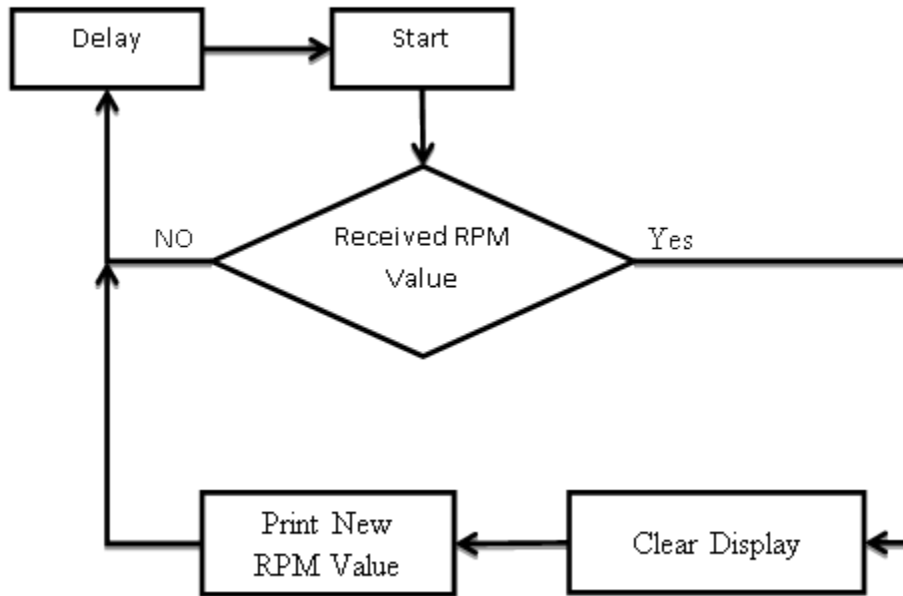 Delay
Start
NO
Received RPM
Value
Yes
Print New
RPM Value
Clear Display